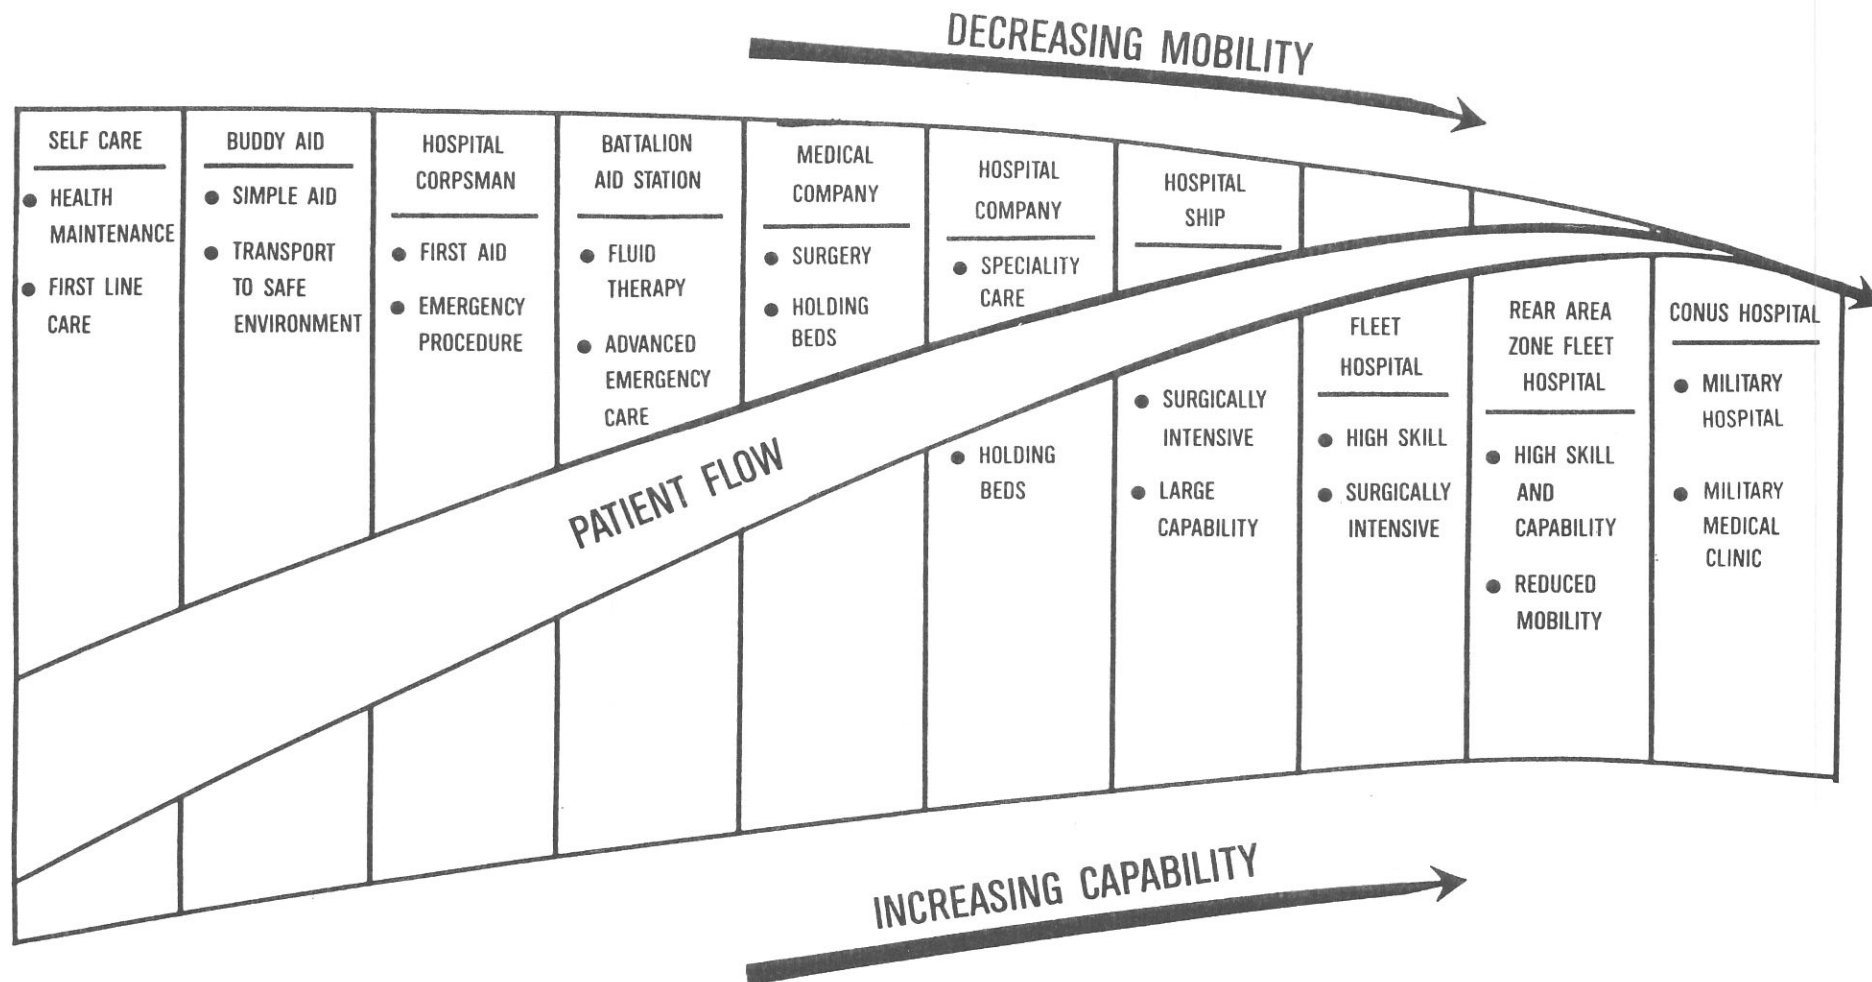 DECREASING MOBILITY
SELF CARE
● HEALTH
MAINTENANCE
● FIRST LINE
CARE
BUDDY AID
● SIMPLE AID
● TRANSPORT
TO SAFE
ENVIRONMENT
HOSPITAL
CORPSMAN
● FIRST AID
● EMERGENCY
PROCEDURE
BATTALION
AID STATION
● FLUID
THERAPY
● ADVANCED
EMERGENCY
CARE
MEDICAL
COMPANY
● SURGERY
● HOLDING
BEDS
HOSPITAL
COMPANY
● SPECIALITY
CARE
● HOLDING
BEDS
HOSPITAL
SHIP
● SURGICALLY
INTENSIVE
● LARGE
CAPABILITY
FLEET
HOSPITAL
● HIGH SKILL
● SURGICALLY
INTENSIVE
REAR AREA
ZONE FLEET
HOSPITAL
● HIGH SKILL
AND
CAPABILITY
● REDUCED
MOBILITY
CONUS HOSPITAL
● MILITARY
HOSPITAL
● MILITARY
MEDICAL
CLINIC
PATIENT FLOW
INCREASING CAPABILITY